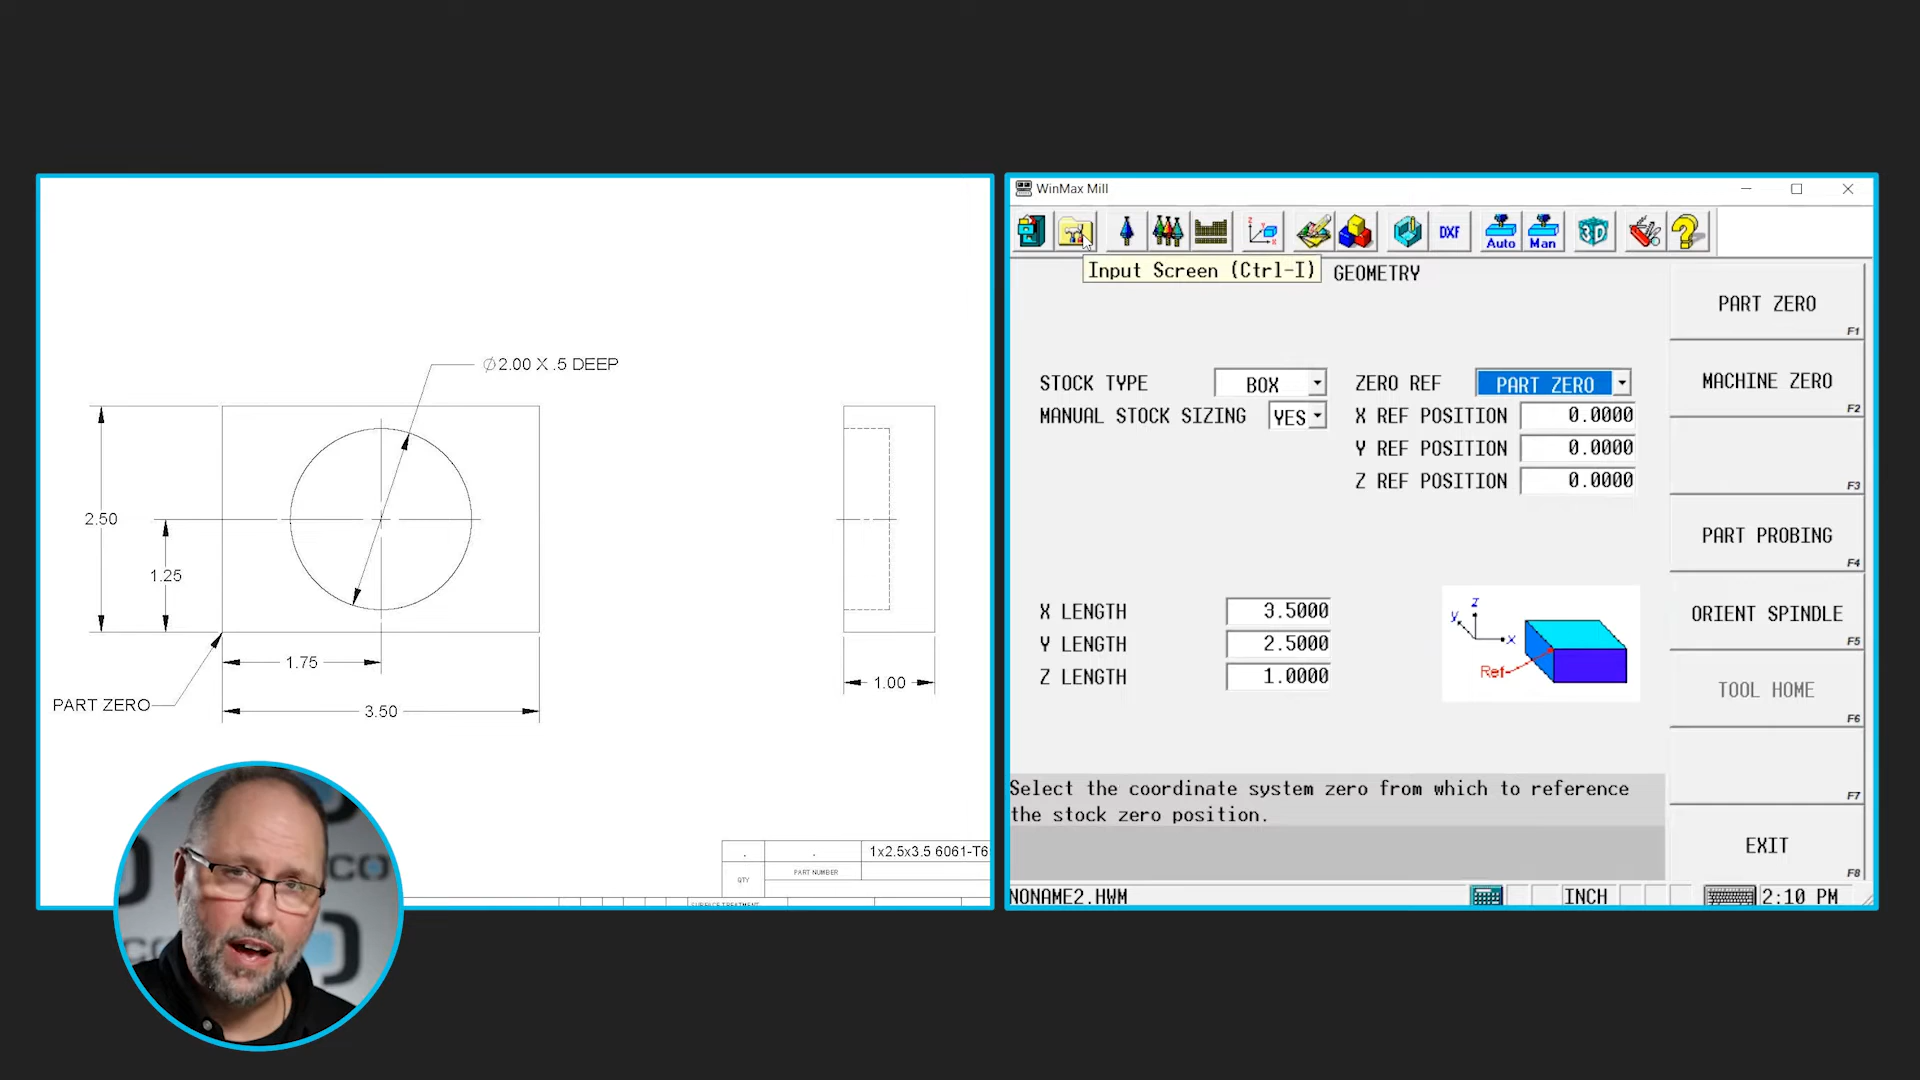 Ø2.00 X .5 DEEP
2.50
1.25
1.75
PART ZERO
3.50
1.00
. . 1x2.5x3.5 6061-T6
QTY PART NUMBER
SURFACE TREATMENT
CO
WinMax Mill
DXF Auto Man 3D ?
Input Screen (Ctrl-I)
GEOMETRY
STOCK TYPE BOX ZERO REF PART ZERO
MANUAL STOCK SIZING YES X REF POSITION 0.0000
Y REF POSITION 0.0000
Z REF POSITION 0.0000
X LENGTH 3.5000
Y LENGTH 2.5000
Z LENGTH 1.0000
Z
y
X
Ref
PART ZERO
F1
MACHINE ZERO
F2
F3
PART PROBING
F4
ORIENT SPINDLE
F5
TOOL HOME
F6
F7
EXIT
F8
Select the coordinate system zero from which to reference
the stock zero position.
NONAME2.HWM INCH 2:10 PM